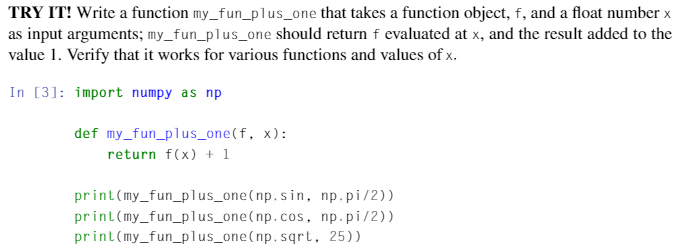 TRY IT! Write a function my_fun_plus_one that takes a function object, f, and a float number x
as input arguments; my_fun_plus_one should return f evaluated at x, and the result added to the
value 1. Verify that it works for various functions and values of x.
In [3]: import numpy as np
def my_fun_plus_one(f, x):
return f(x) + 1
print(my_fun_plus_one(np.sin, np.pi/2))
print(my_fun_plus_one(np.cos, np.pi/2))
print(my_fun_plus_one(np.sqrt, 25))